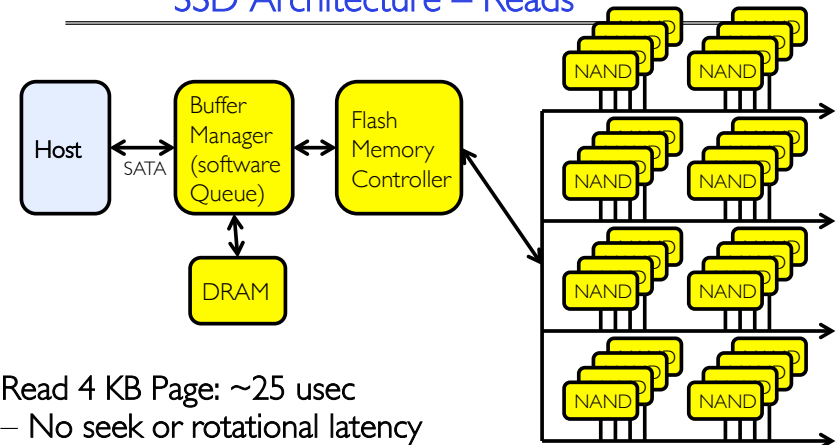 SSD Architecture – Reads
Host
SATA
Buffer
Manager
(software
Queue)
Flash
Memory
Controller
DRAM
NAND
NAND
NAND
NAND
NAND
NAND
NAND
NAND
Read 4 KB Page: ~25 usec
– No seek or rotational latency